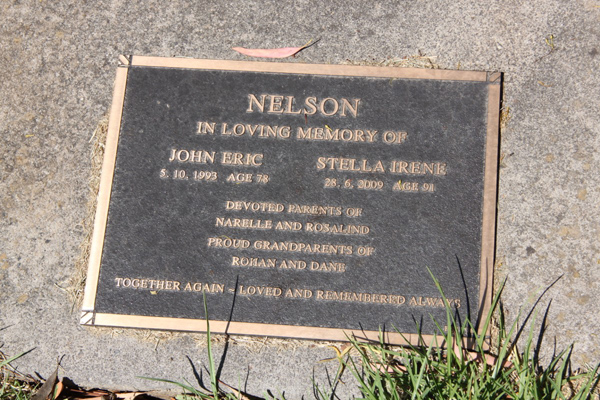 NELSON
IN LOVING MEMORY OF
JOHN ERIC STELLA IRENE
5. 10. 1993 AGE 78 28. 6. 2009 AGE 91
DEVOTED PARENTS OF
NARELLE AND ROSALIND
PROUD GRANDPARENTS OF
ROHAN AND DANE
TOGETHER AGAIN - LOVED AND REMEMBERED ALWAYS